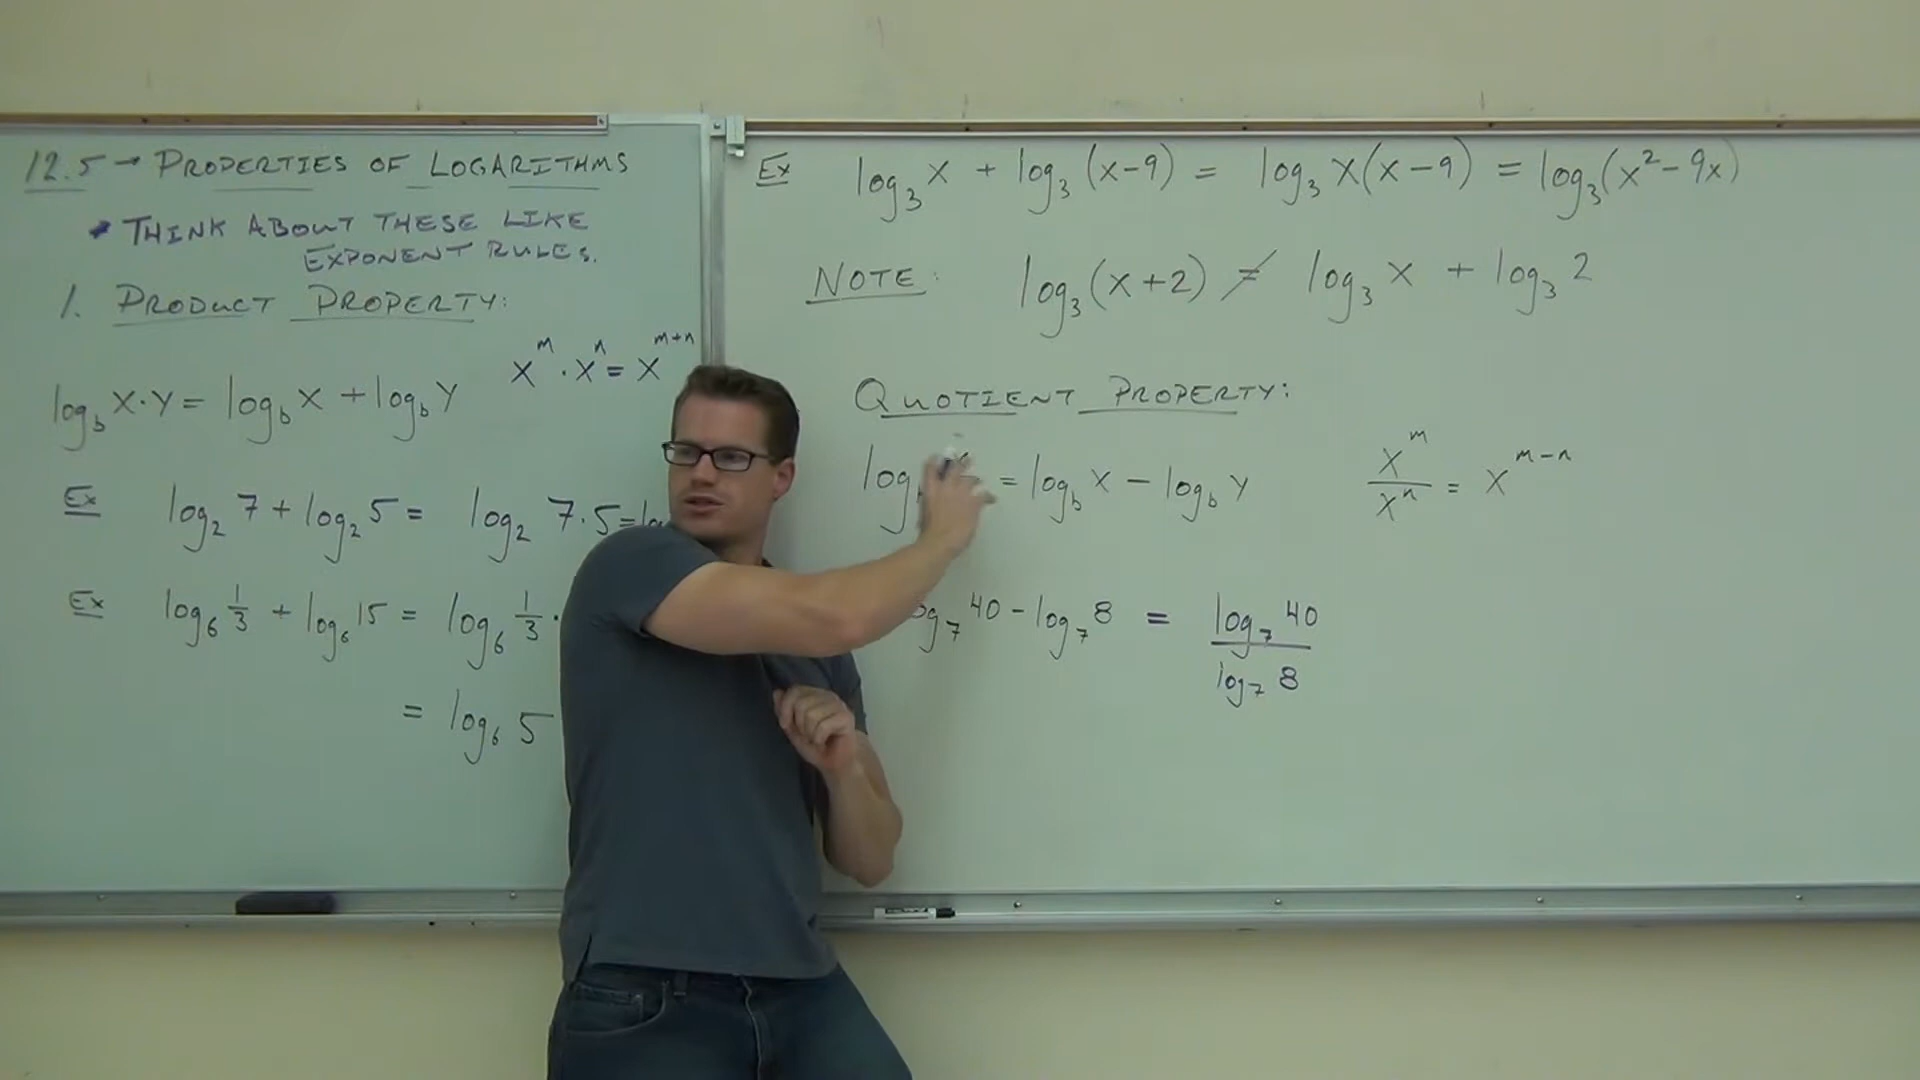 12.5 → PROPERTIES OF LOGARITHMS
• THINK ABOUT THESE LIKE
EXPONENT RULES.
1. PRODUCT PROPERTY:
x^m · x^n = x^(m+n)
log_b X·Y = log_b X + log_b Y
Ex log_2 7 + log_2 5 = log_2 7·5 =
Ex log_6 1/3 + log_6 15 = log_6 1/3 ·
= log_6 5
Ex log_3 X + log_3 (x-9) = log_3 X(x-9) = log_3(x²-9x)
NOTE: log_3(x+2) ≠ log_3 X + log_3 2
QUOTIENT PROPERTY:
log = log_b X - log_b Y x^m/x^n = x^(m-n)
log_7 40 - log_7 8 = log_7 40 / log_7 8